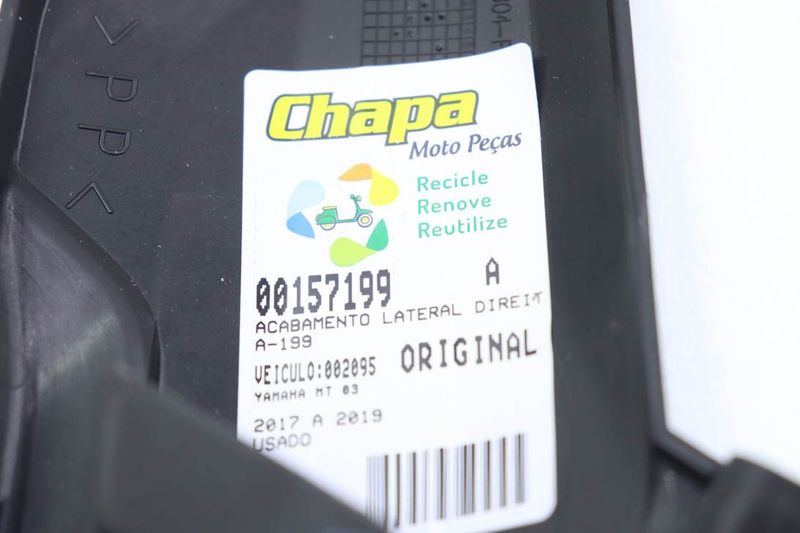 >PP<
Chapa
Moto Peças
Recicle
Renove
Reutilize
00157199 A
ACABAMENTO LATERAL DIREIT
A-199
VEICULO:002095 ORIGINAL
YAMAHA MT 03
2017 A 2019
USADO